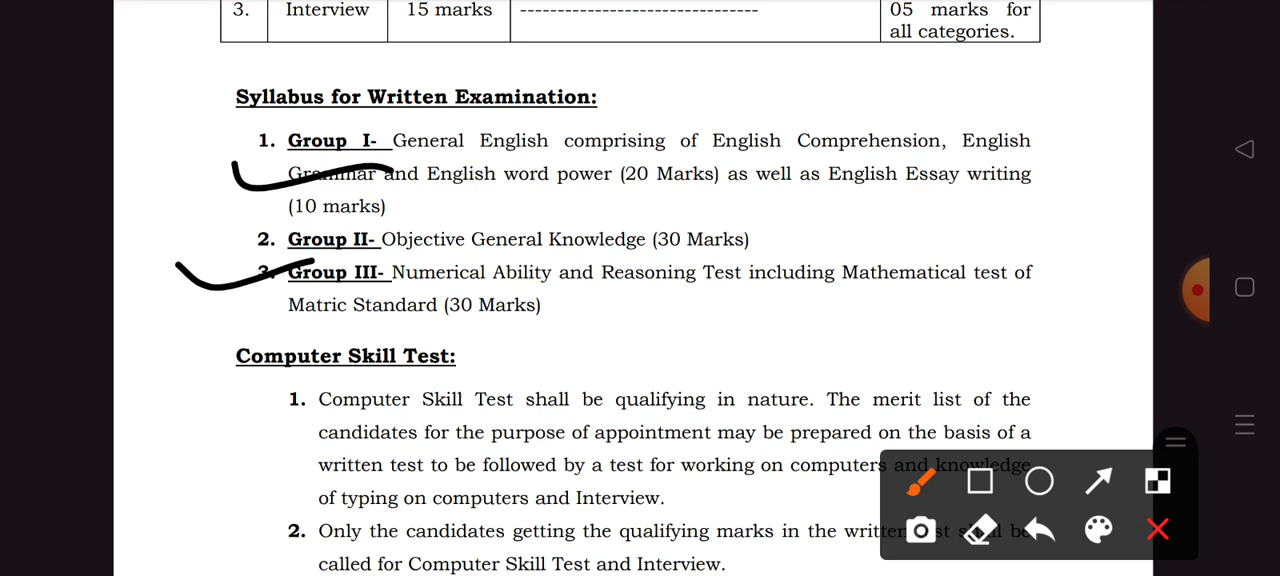 3. Interview 15 marks ------------------------------- 05 marks for
all categories.
Syllabus for Written Examination:
1. Group I- General English comprising of English Comprehension, English
Grammar and English word power (20 Marks) as well as English Essay writing
(10 marks)
2. Group II- Objective General Knowledge (30 Marks)
3. Group III- Numerical Ability and Reasoning Test including Mathematical test of
Matric Standard (30 Marks)
Computer Skill Test:
1. Computer Skill Test shall be qualifying in nature. The merit list of the
candidates for the purpose of appointment may be prepared on the basis of a
written test to be followed by a test for working on computers and knowledge
of typing on computers and Interview.
2. Only the candidates getting the qualifying marks in the written test shall be
called for Computer Skill Test and Interview.